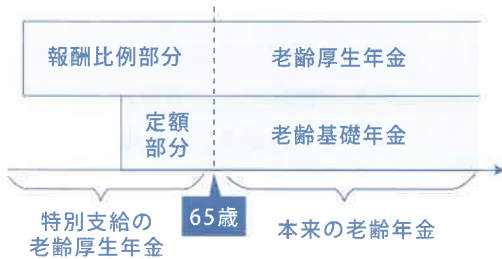 報酬比例部分
老齢厚生年金
定額
部分
老齢基礎年金
特別支給の
老齢厚生年金
65歳
本来の老齢年金